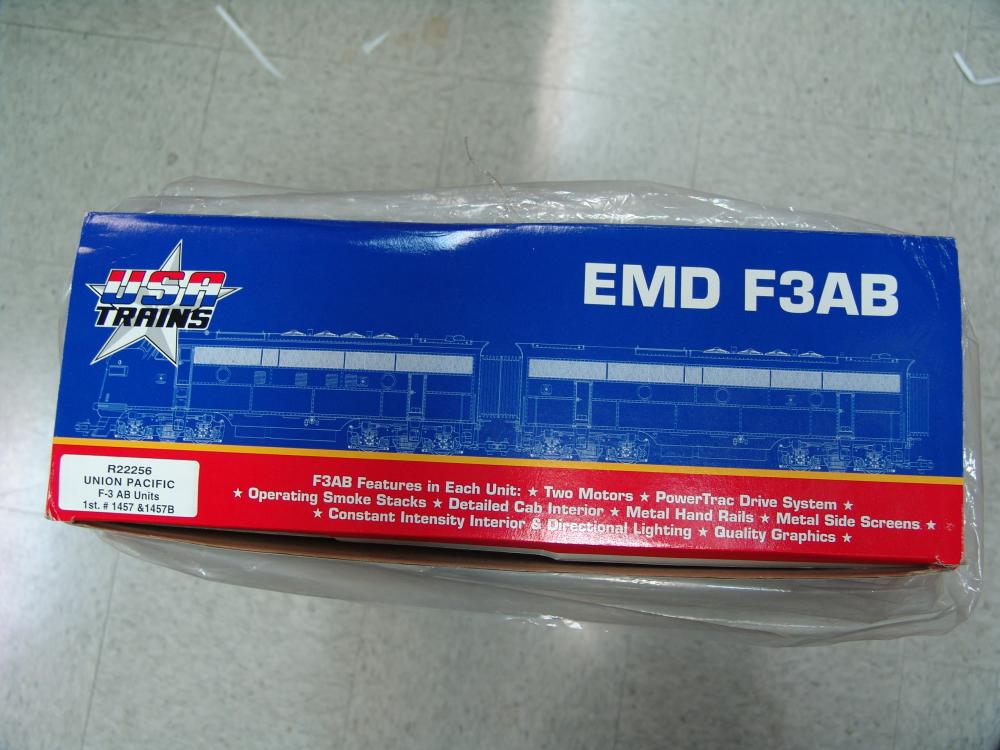 USA
TRAINS
EMD F3AB
R22256
UNION PACIFIC
F-3 AB Units
1st. # 1457 &1457B
F3AB Features in Each Unit: ★ Two Motors ★ PowerTrac Drive System ★
★ Operating Smoke Stacks ★ Detailed Cab Interior ★ Metal Hand Rails ★ Metal Side Screens ★
★ Constant Intensity Interior & Directional Lighting ★ Quality Graphics ★